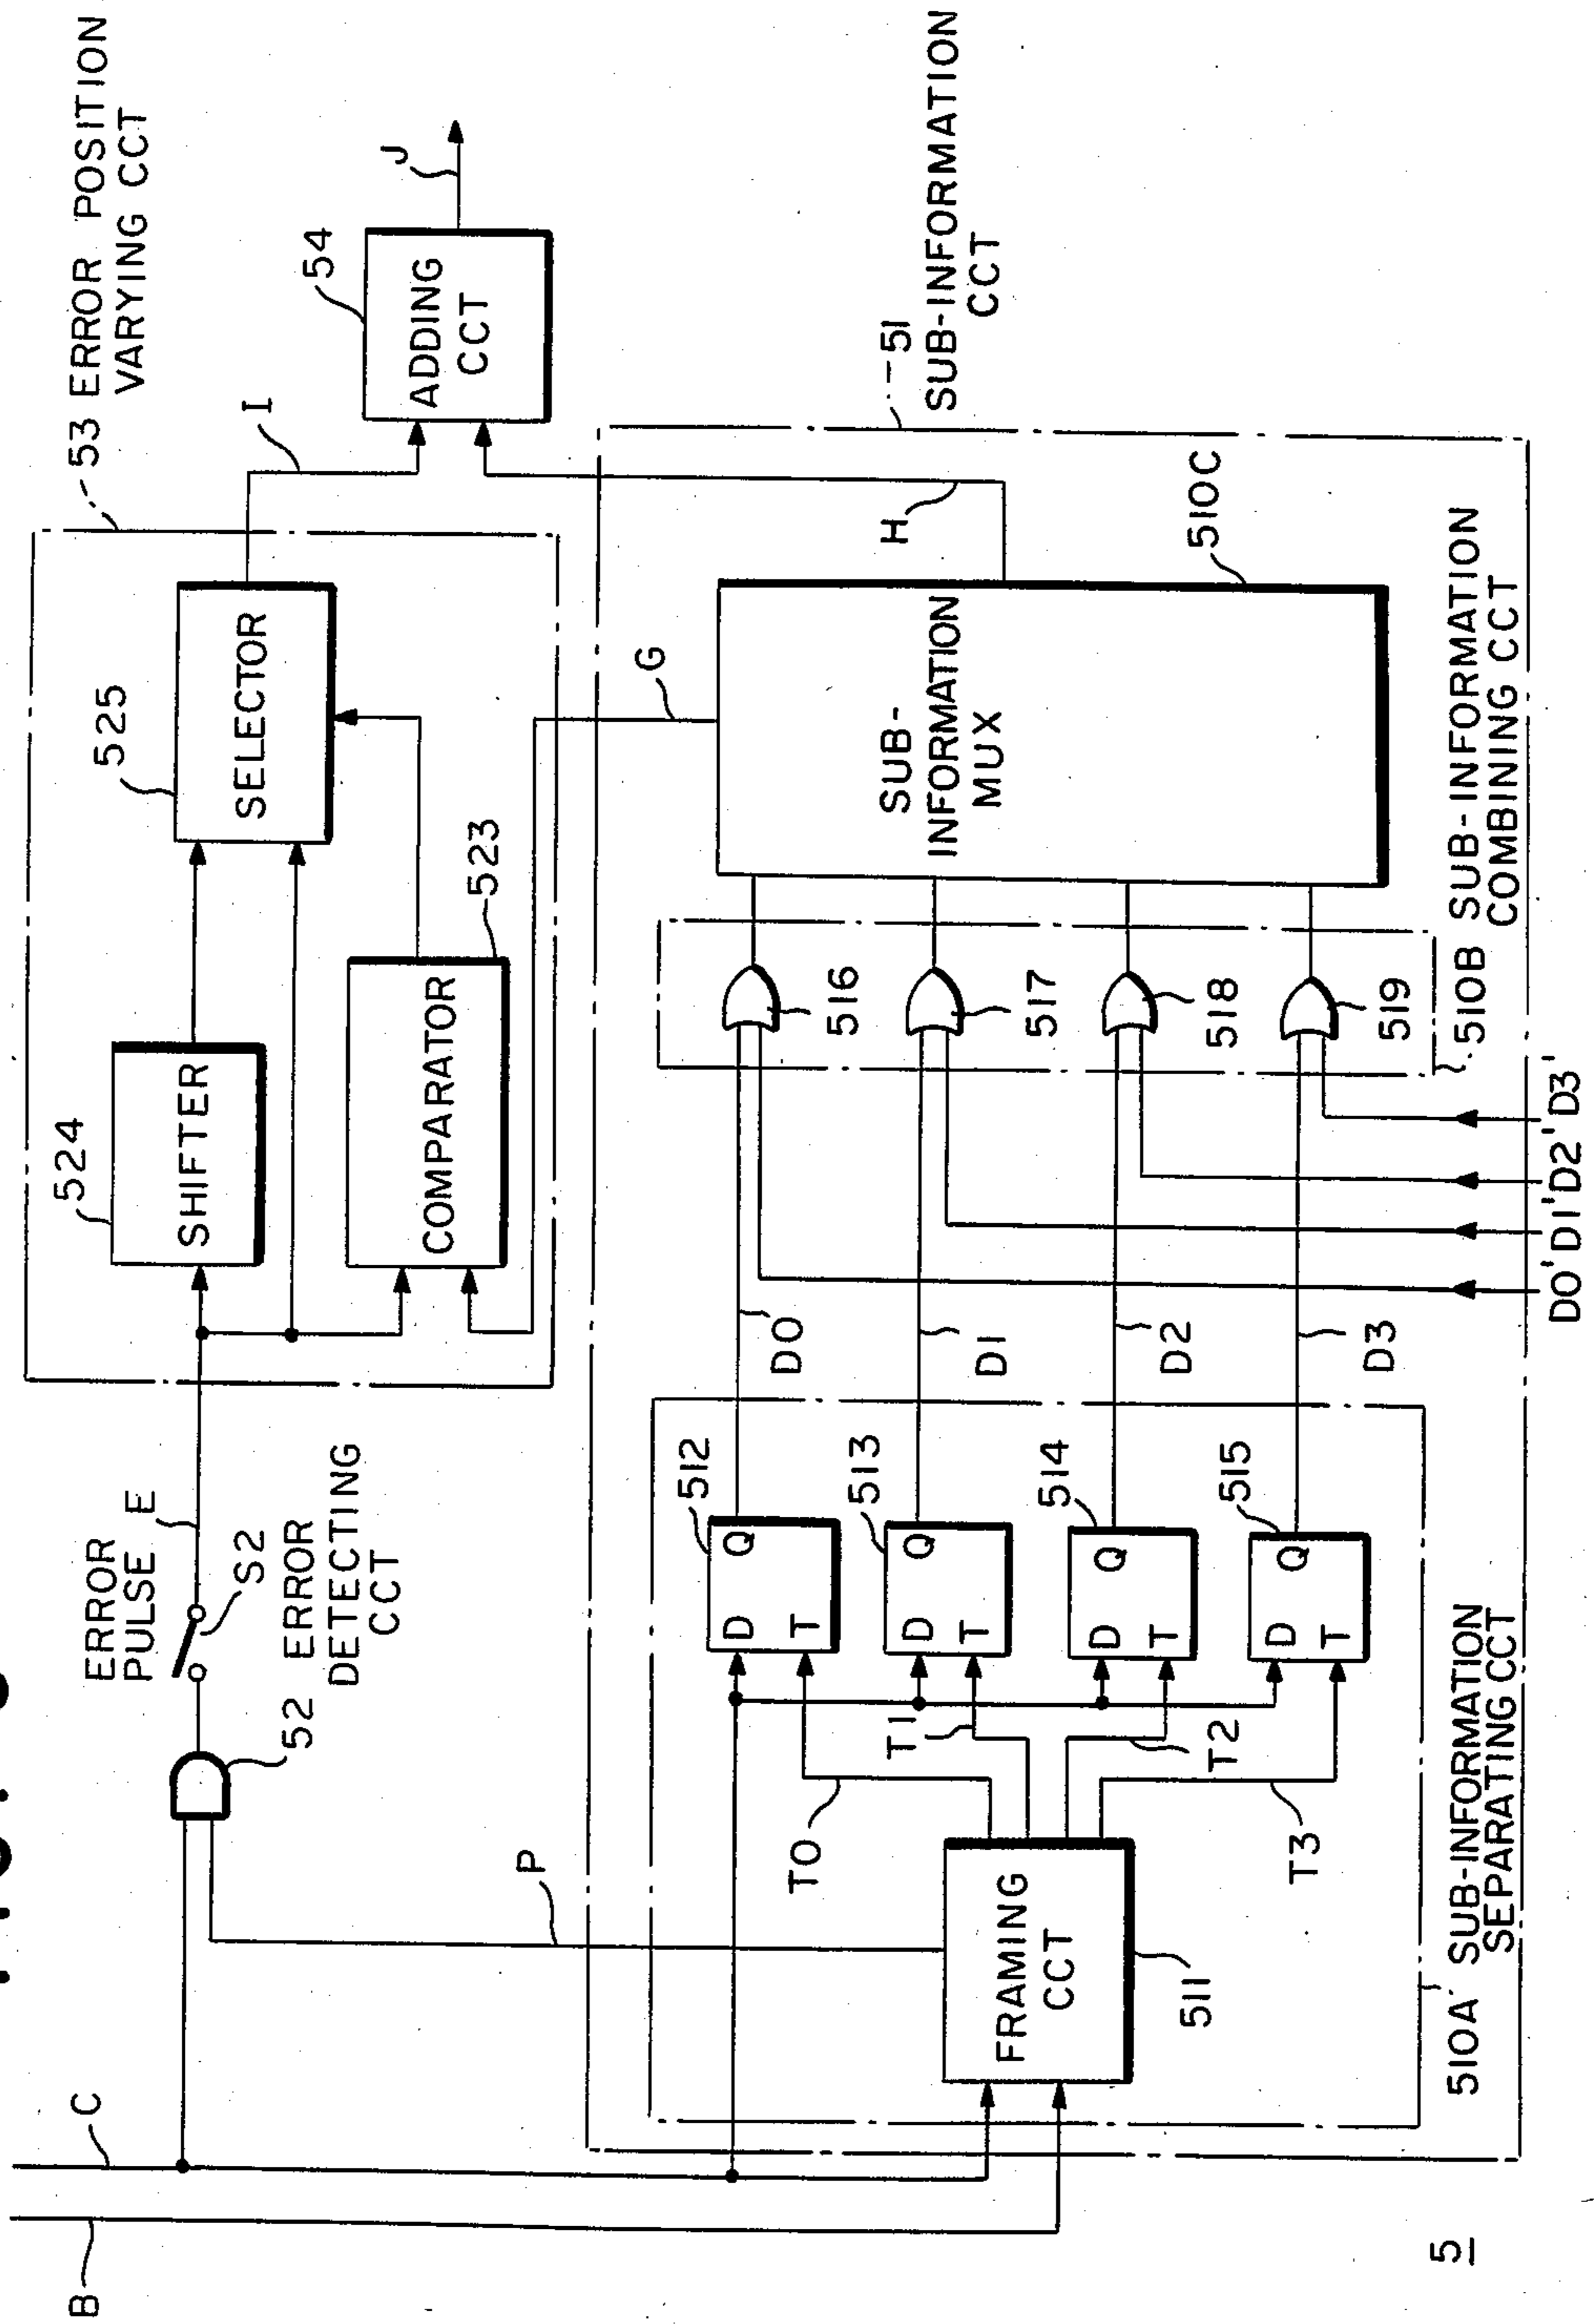 53 ERROR POSITION
VARYING CCT
54
ADDING
CCT
J
I
525
SELECTOR
524
SHIFTER
COMPARATOR
523
ERROR
PULSE E
S2
52 ERROR
DETECTING
CCT
C
B
P
G
H
51
SUB-INFORMATION
CCT
SUB-
INFORMATION
MUX
510C
516
517
518
519
510B SUB-INFORMATION
COMBINING CCT
D0
D1
D2
D3
D0' D1' D2' D3'
512
D Q
T
513
D Q
T
514
D Q
T
515
D Q
T
T0
T1
T2
T3
FRAMING
CCT
511
510A SUB-INFORMATION
SEPARATING CCT
5